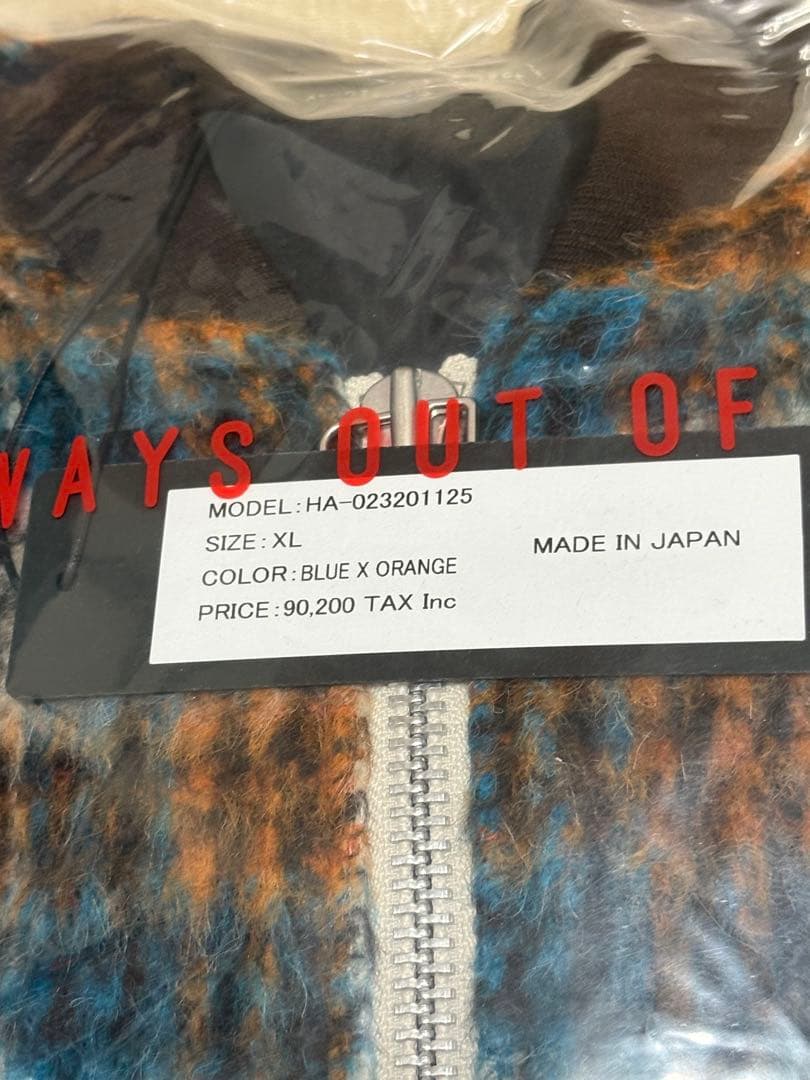 WAYS OUT OF
MODEL:HA-023201125
SIZE:XL
COLOR:BLUE X ORANGE
PRICE:90,200 TAX Inc
MADE IN JAPAN